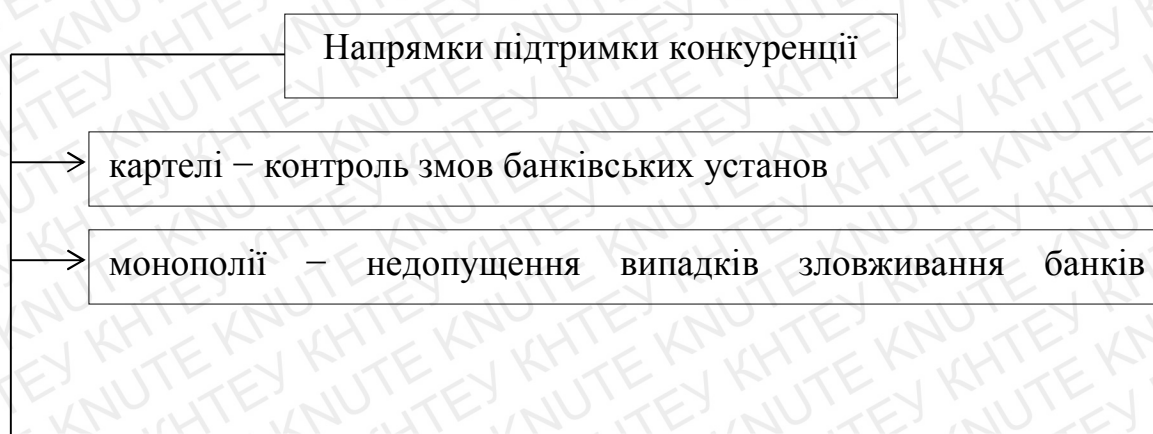 Напрямки підтримки конкуренції
картелі − контроль змов банківських установ
монополії − недопущення випадків зловживання банків